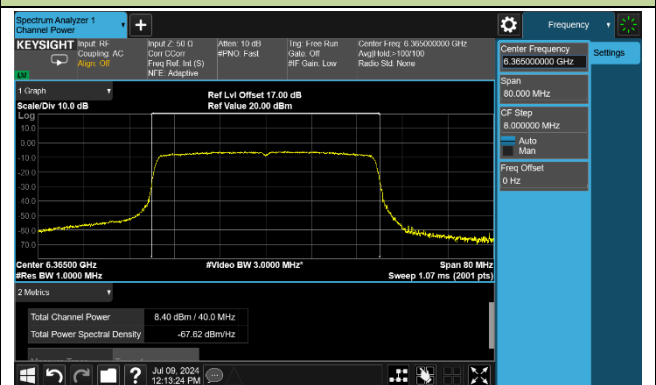 Spectrum Analyzer 1
Channel Power
Frequency
KEYSIGHT
Input: RF
Coupling: AC
Align: Off
Input Z: 50 Ω
Corr CCorr
Freq Ref: Int (S)
NFE: Adaptive
Atten: 10 dB
#PNO: Fast
Trig: Free Run
Gate: Off
#IF Gain: Low
Center Freq: 6.365000000 GHz
Avg|Hold:>100/100
Radio Std: None
LM
Center Frequency
6.365000000 GHz
Settings
Span
80.000 MHz
CF Step
8.000000 MHz
Auto
Man
Freq Offset
0 Hz
1 Graph
Scale/Div 10.0 dB
Ref Lvl Offset 17.00 dB
Ref Value 20.00 dBm
Log
10.0
0.00
-10.0
-20.0
-30.0
-40.0
-50.0
-60.0
-70.0
Center 6.36500 GHz
#Res BW 1.0000 MHz
#Video BW 3.0000 MHz*
Span 80 MHz
Sweep 1.07 ms (2001 pts)
2 Metrics
Total Channel Power 8.40 dBm / 40.0 MHz
Total Power Spectral Density -67.62 dBm/Hz
?
Jul 09, 2024
12:13:24 PM